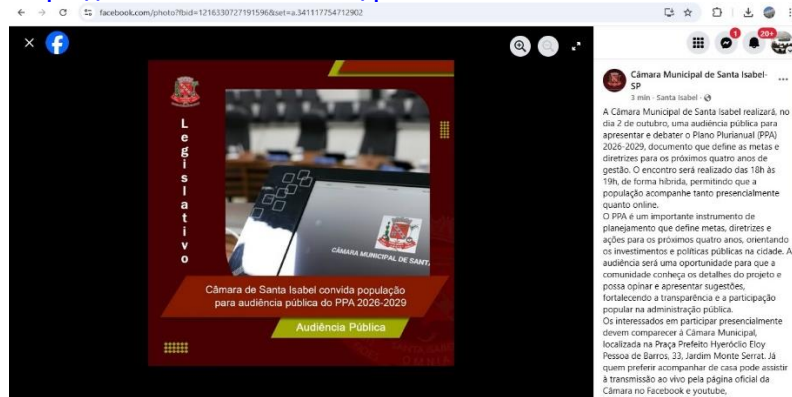 facebook.com/photo?fbid=1216330727191596&set=a.341117754712902
Legislativo
CÂMARA MUNICIPAL DE SANTA
Câmara de Santa Isabel convida população
para audiência pública do PPA 2026-2029
Audiência Pública
1
20+
Câmara Municipal de Santa Isabel-
SP
3 min · Santa Isabel ·
A Câmara Municipal de Santa Isabel realizará, no
dia 2 de outubro, uma audiência pública para
apresentar e debater o Plano Plurianual (PPA)
2026-2029, documento que define as metas e
diretrizes para os próximos quatro anos de
gestão. O encontro será realizado das 18h às
19h, de forma híbrida, permitindo que a
população acompanhe tanto presencialmente
quanto online.
O PPA é um importante instrumento de
planejamento que define metas, diretrizes e
ações para os próximos quatro anos, orientando
os investimentos e políticas públicas na cidade. A
audiência será uma oportunidade para que a
comunidade conheça os detalhes do projeto e
possa opinar e apresentar sugestões,
fortalecendo a transparência e a participação
popular na administração pública.
Os interessados em participar presencialmente
devem comparecer à Câmara Municipal,
localizada na Praça Prefeito Hyeróclio Eloy
Pessoa de Barros, 33, Jardim Monte Serrat. Já
quem preferir acompanhar de casa pode assistir
à transmissão ao vivo pela página oficial da
Câmara no Facebook e youtube,